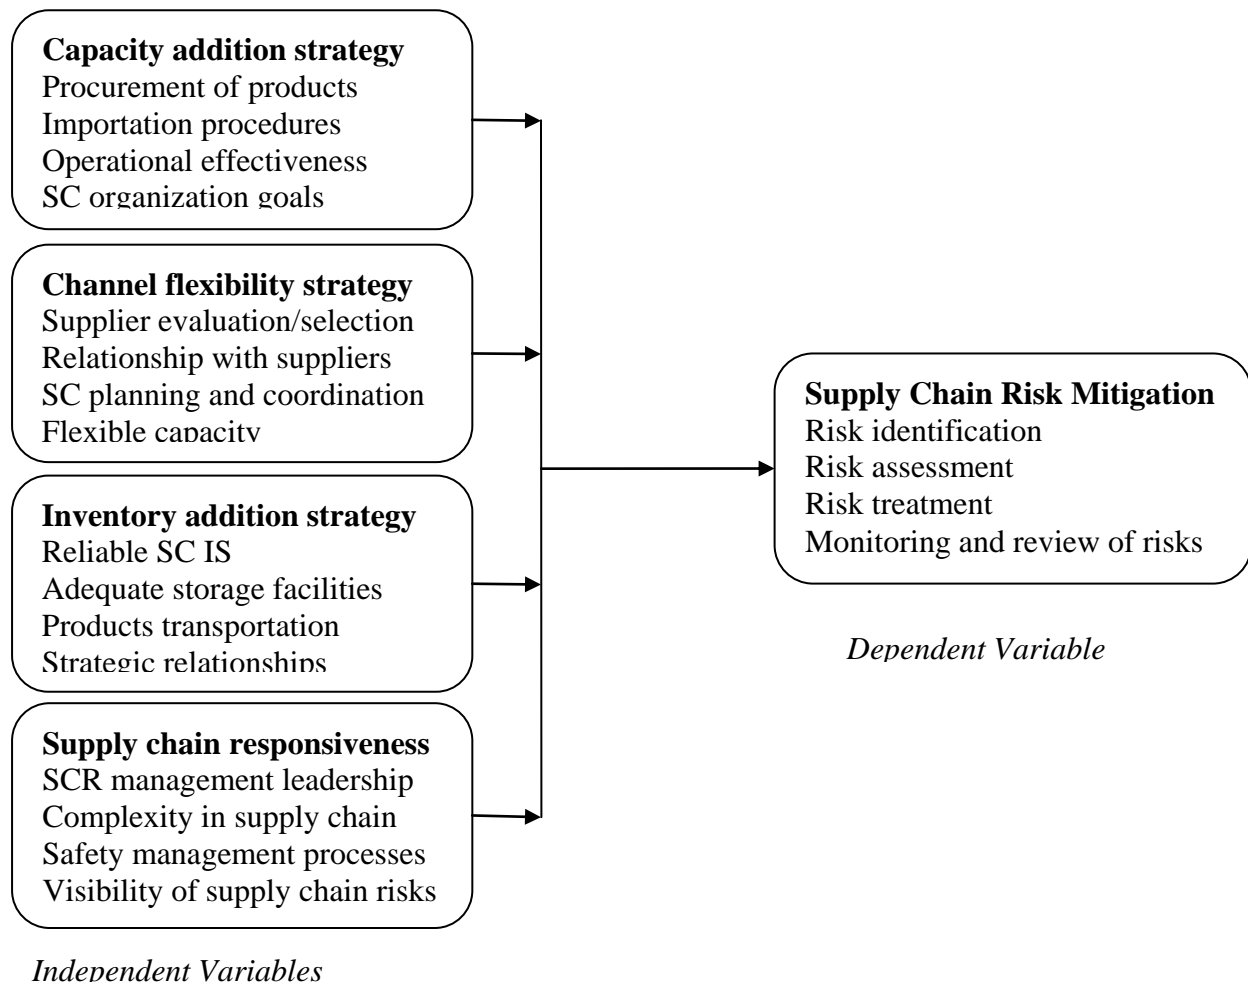 Capacity addition strategy
Procurement of products
Importation procedures
Operational effectiveness
SC organization goals
Channel flexibility strategy
Supplier evaluation/selection
Relationship with suppliers
SC planning and coordination
Flexible capacity
Inventory addition strategy
Reliable SC IS
Adequate storage facilities
Products transportation
Strategic relationships
Supply chain responsiveness
SCR management leadership
Complexity in supply chain
Safety management processes
Visibility of supply chain risks
Independent Variables
Supply Chain Risk Mitigation
Risk identification
Risk assessment
Risk treatment
Monitoring and review of risks
Dependent Variable